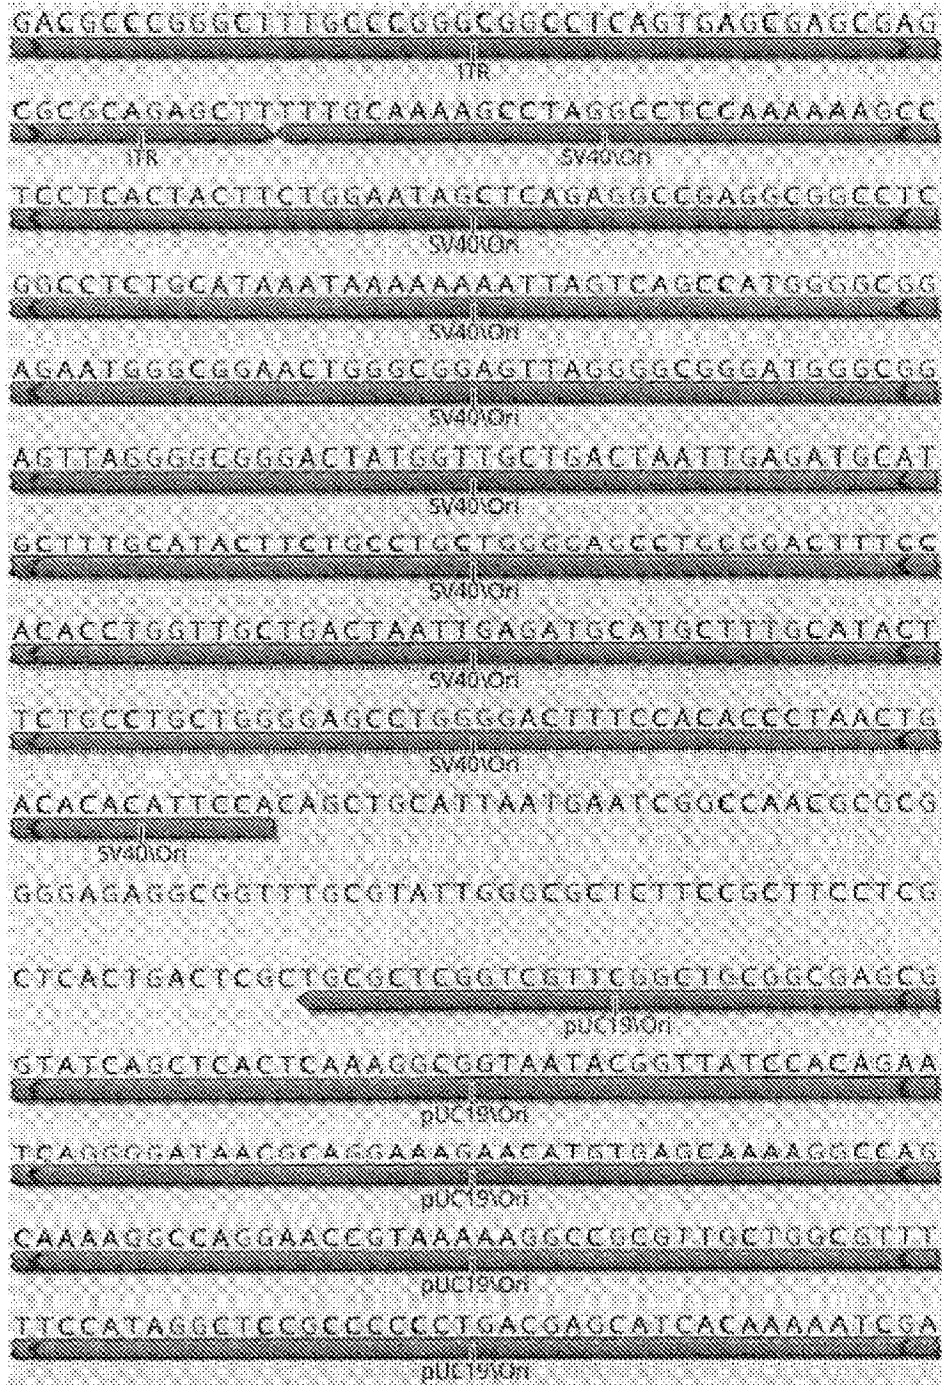 GACGCCCGGGCTTTGCCCGGGCGGCCTCAGTGAGCGAGCGAG
ITR
CGCGCAGAGCTTTTTGCAAAAGCCTAGGCCTCCAAAAAAGCC
ITR SV40\Ori
TCCTCACTACTTCTGGAATAGCTCAGAGGCCGAGGCGGCCTC
SV40\Ori
GGCCTCTGCATAAATAAAAAAAATTAGTCAGCCATGGGGCGG
SV40\Ori
AGAATGGGCGGAACTGGGCGGAGTTAGGGGCGGGATGGGCGG
SV40\Ori
AGTTAGGGGCGGGACTATGGTTGCTGACTAATTGAGATGCAT
SV40\Ori
GCTTTGCATACTTCTGCCTGCTGGGGAGCCTGGGGACTTTCC
SV40\Ori
ACACCTGGTTGCTGACTAATTGAGATGCATGCTTTGCATACT
SV40\Ori
TCTGCCTGCTGGGGAGCCTGGGGACTTTCCACACCCTAACTG
SV40\Ori
ACACACATTCCACAGCTGCATTAATGAATCGGCCAACGCGCG
SV40\Ori
GGGAGAGGCGGTTTGCGTATTGGGCGCTCTTCCGCTTCCTCG
CTCACTGACTCGCTGCGCTCGGTCGTTCGGCTGCGGCGAGCG
pUC19\Ori
GTATCAGCTCACTCAAAGGCGGTAATACGGTTATCCACAGAA
pUC19\Ori
TCAGGGGATAACGCAGGAAAGAACATGTGAGCAAAAGGCCAG
pUC19\Ori
CAAAAGGCCAGGAACCGTAAAAAGGCCGCGTTGCTGGCGTTT
pUC19\Ori
TTCCATAGGCTCCGCCCCCCTGACGAGCATCACAAAAATCGA
pUC19\Ori